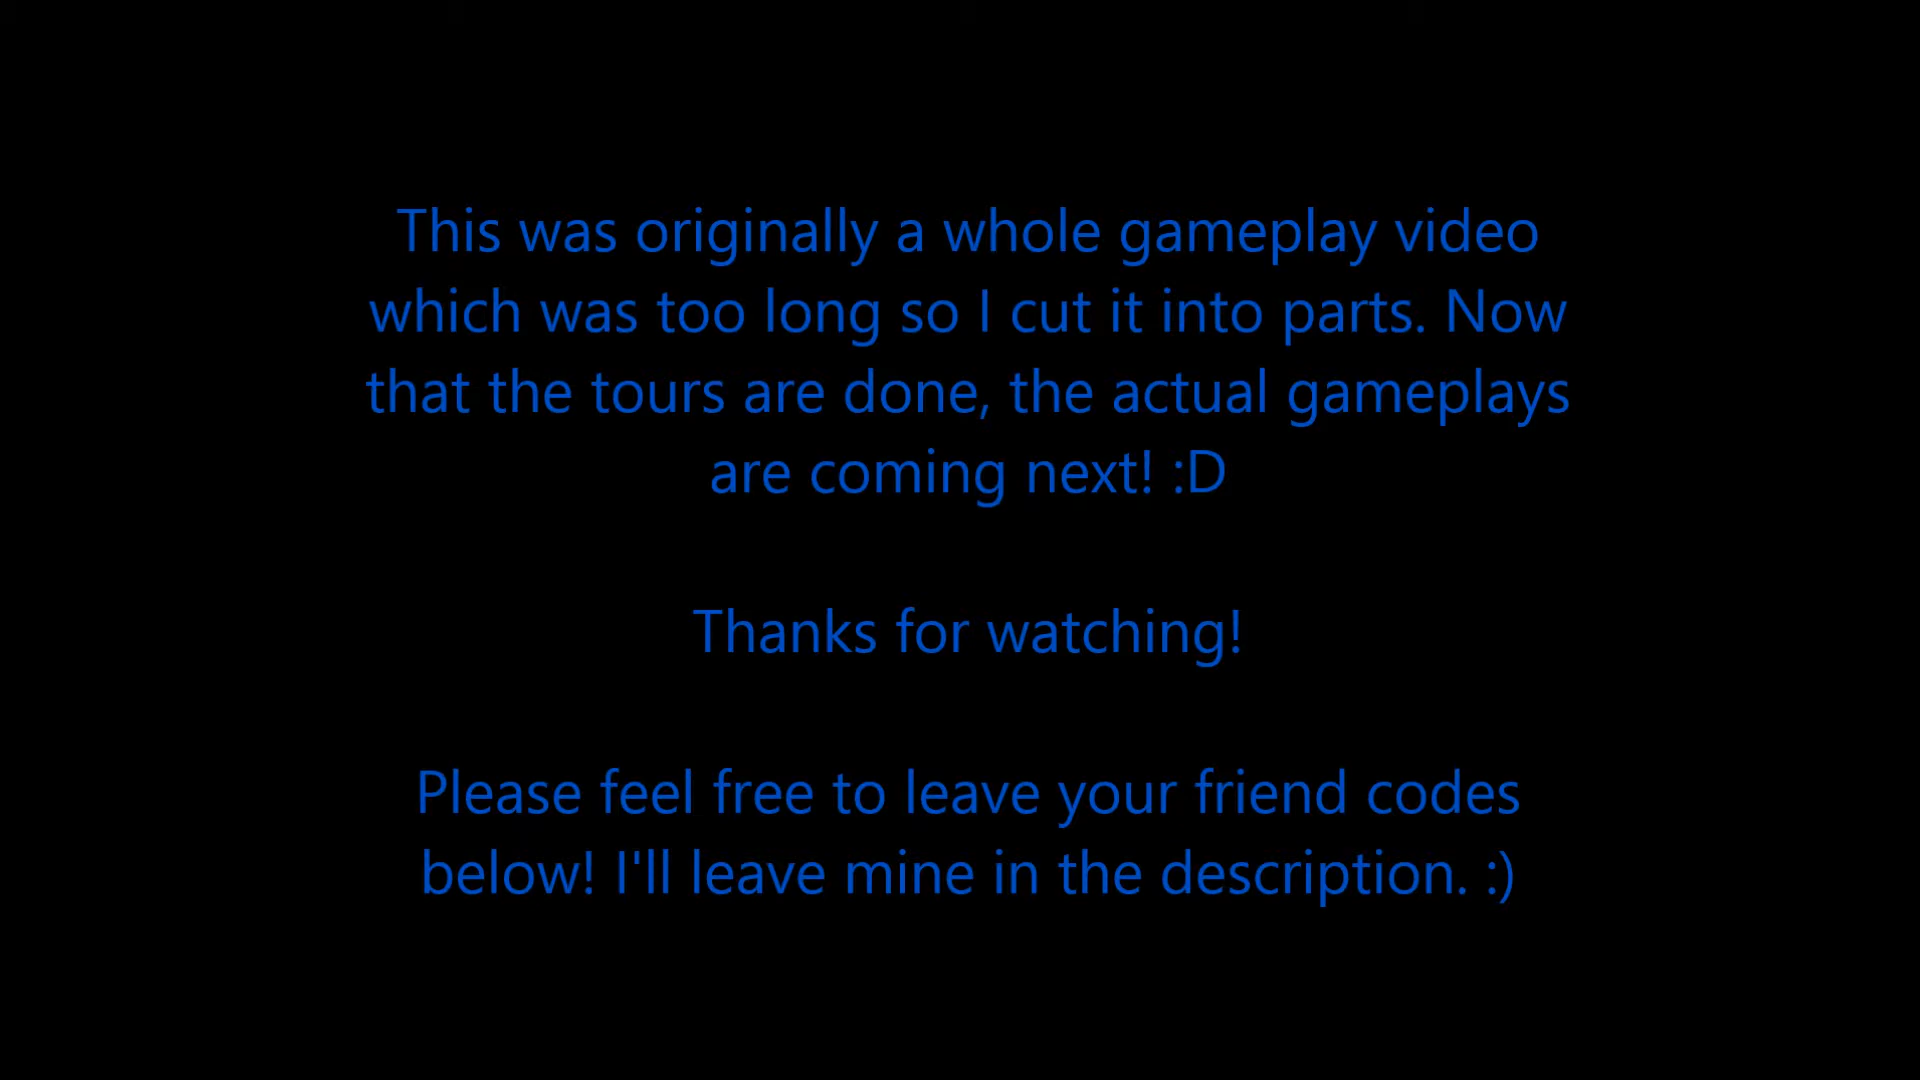 This was originally a whole gameplay video
which was too long so I cut it into parts. Now
that the tours are done, the actual gameplays
are coming next! :D
Thanks for watching!
Please feel free to leave your friend codes
below! I'll leave mine in the description. :)